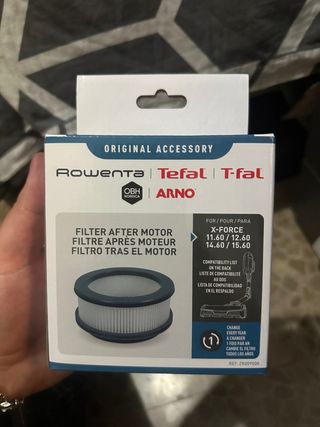 ORIGINAL ACCESSORY
Rowenta | Tefal | T-fal
OBH NORDICA | ARNO
FILTER AFTER MOTOR
FILTRE APRÈS MOTEUR
FILTRO TRAS EL MOTOR
FOR / POUR / PARA
X-FORCE
11.60 / 12.60
14.60 / 15.60
COMPATIBILITY LIST
ON THE BACK
LISTE DE COMPATIBILITÉ
AU DOS
LISTA DE COMPATIBILIDAD
EN EL RESPALDO
1
CHANGE
EVERY YEAR
A CHANGER
1 FOIS PAR AN
CAMBIE EL FILTRO
TODOS LOS AÑOS